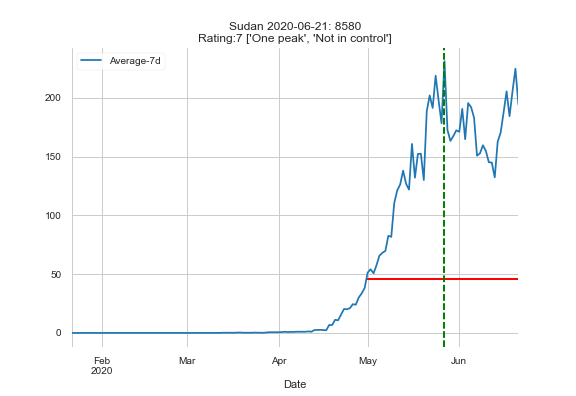 Sudan 2020-06-21: 8580
Rating:7 ['One peak', 'Not in control']
Average-7d
200
150
100
50
0
Feb Mar Apr May Jun
2020
Date